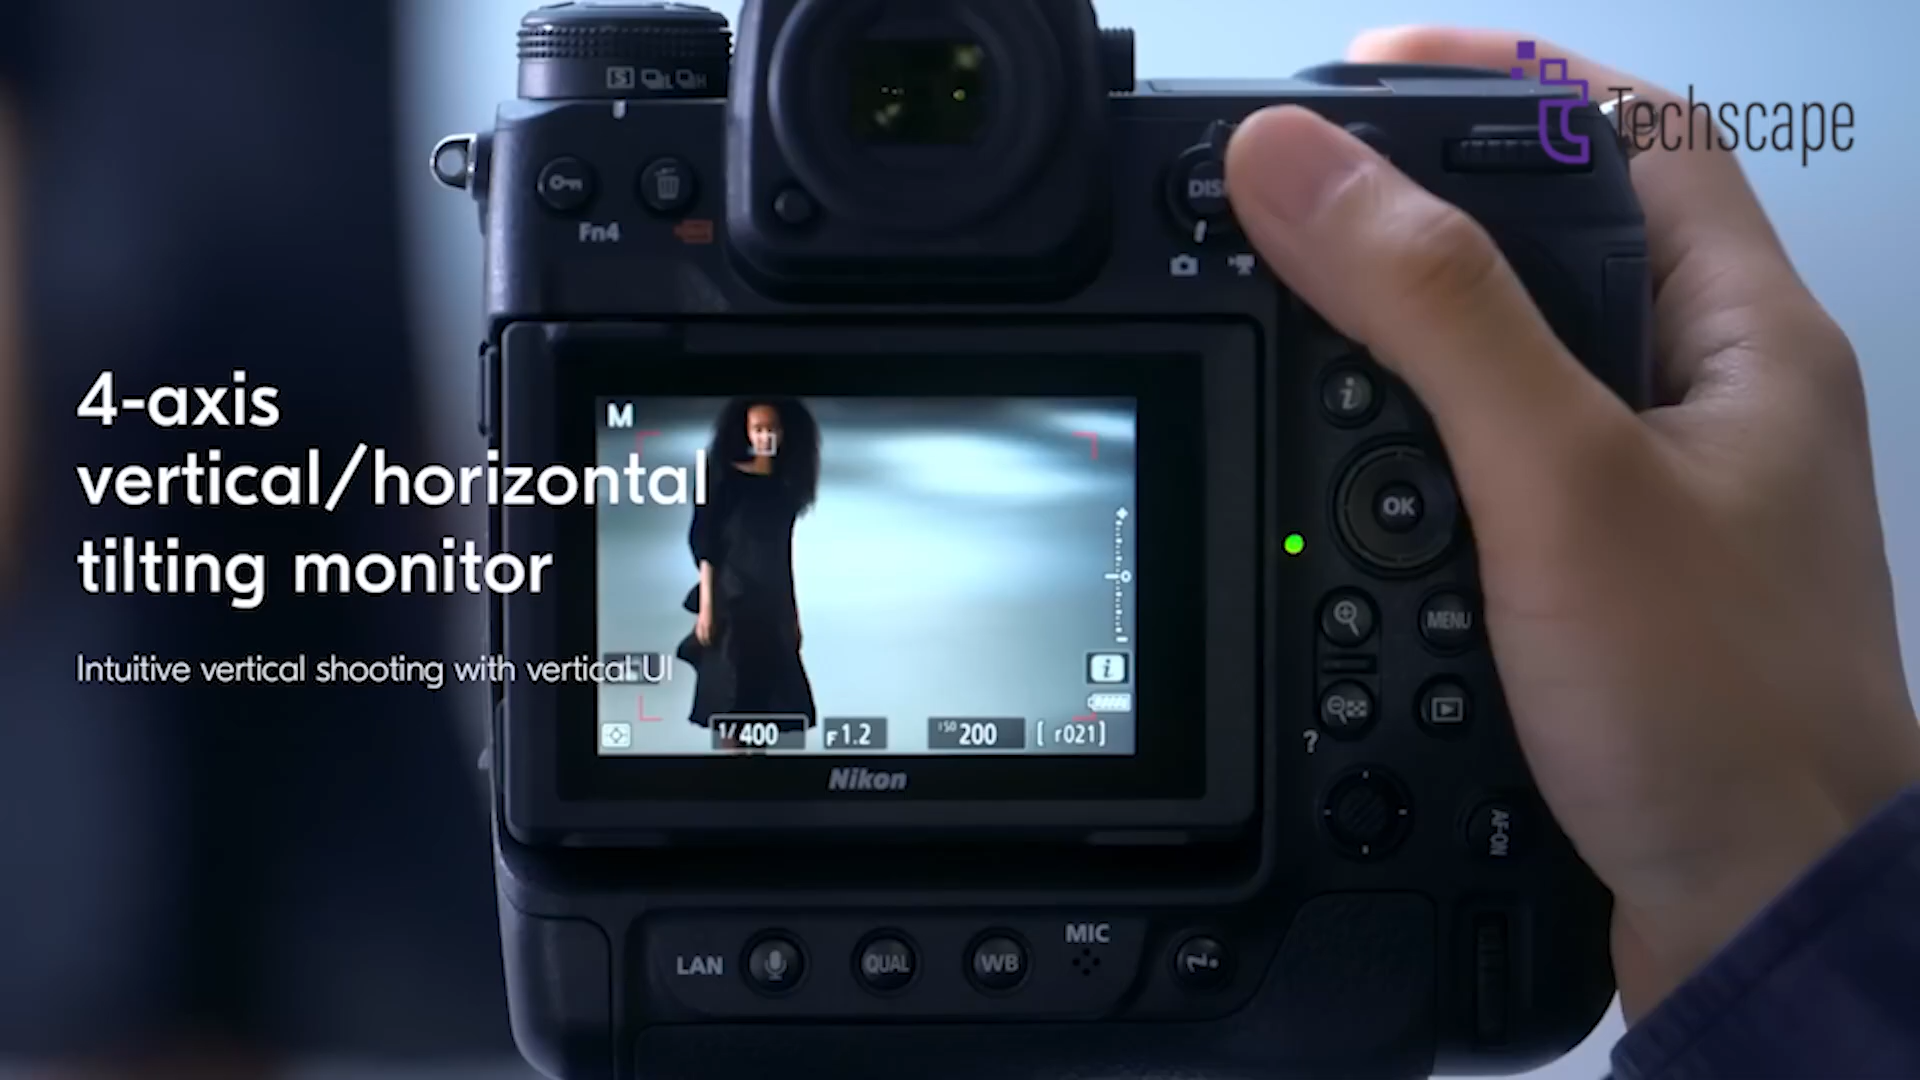 Techscape
S L H
Fn4
DISP
4-axis
vertical/horizontal
tilting monitor
Intuitive vertical shooting with vertical UI
M
i
OK
MENU
i
1/400 F1.2 ISO 200 [ r021]
?
Nikon
AF-ON
LAN QUAL WB MIC